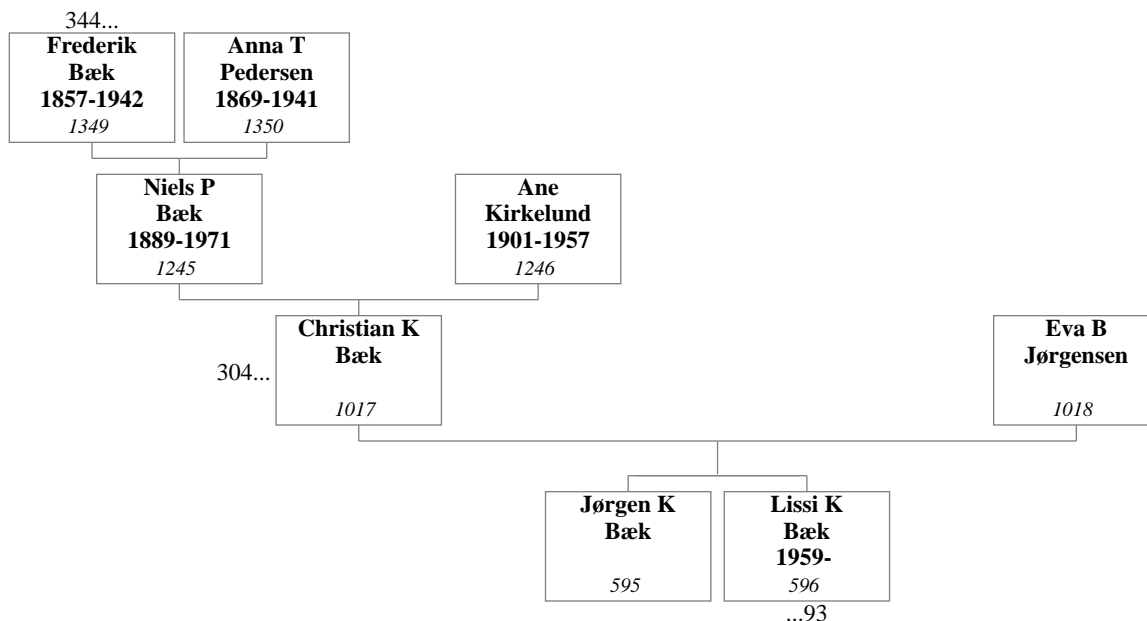 344...
Frederik
Bæk
1857-1942
1349
Anna T
Pedersen
1869-1941
1350
Niels P
Bæk
1889-1971
1245
Ane
Kirkelund
1901-1957
1246
304...
Christian K
Bæk
1017
Eva B
Jørgensen
1018
Jørgen K
Bæk
595
Lissi K
Bæk
1959-
596
...93